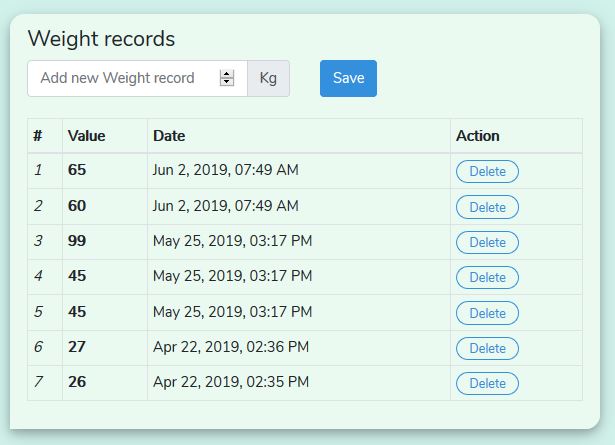 Weight records
Add new Weight record Kg Save
# Value Date Action
1 65 Jun 2, 2019, 07:49 AM Delete
2 60 Jun 2, 2019, 07:49 AM Delete
3 99 May 25, 2019, 03:17 PM Delete
4 45 May 25, 2019, 03:17 PM Delete
5 45 May 25, 2019, 03:17 PM Delete
6 27 Apr 22, 2019, 02:36 PM Delete
7 26 Apr 22, 2019, 02:35 PM Delete